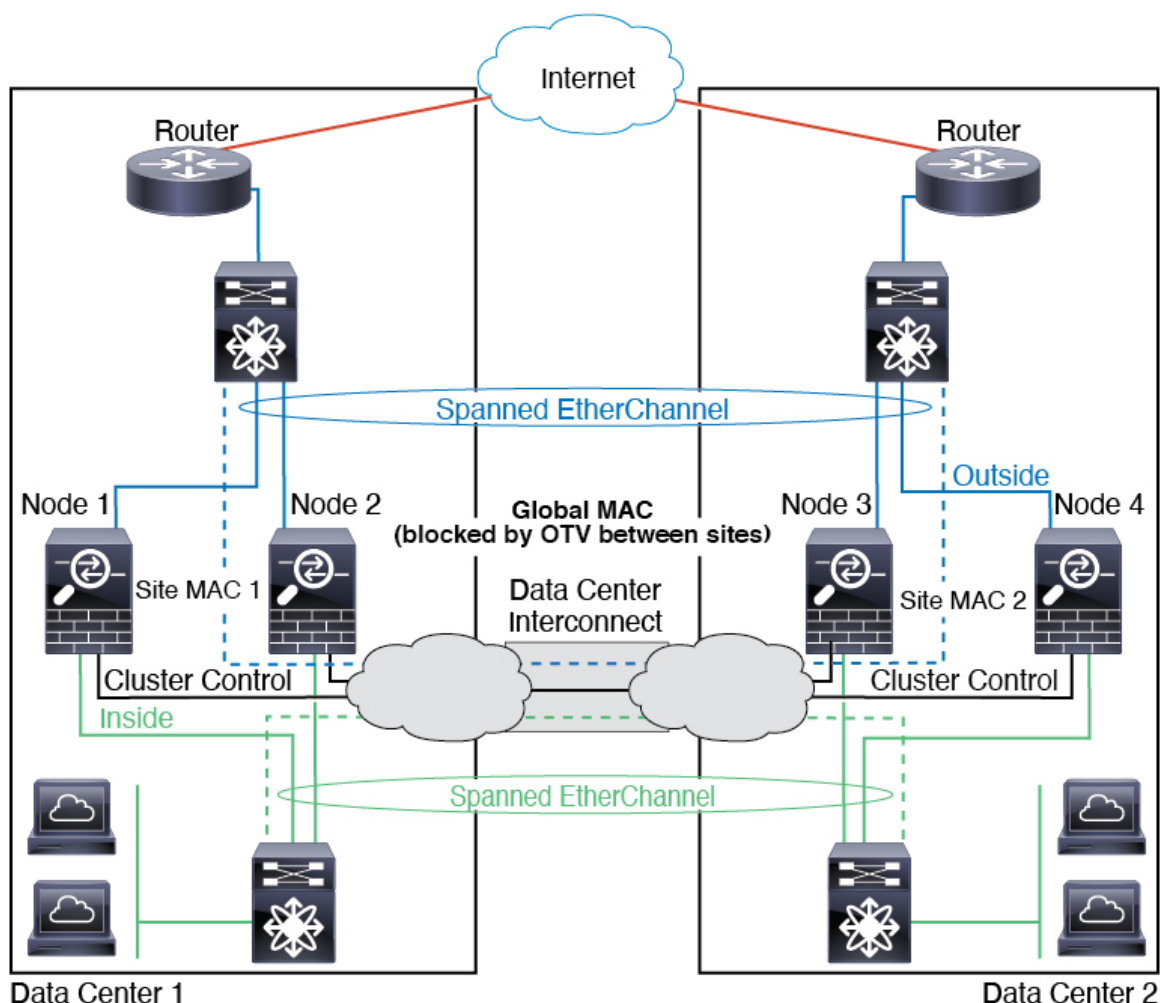 Internet
Router
Router
Spanned EtherChannel
Outside
Node 1
Node 2
Global MAC
(blocked by OTV between sites)
Node 3
Node 4
Site MAC 1
Data Center
Interconnect
Site MAC 2
Cluster Control
Cluster Control
Inside
Spanned EtherChannel
Data Center 1
Data Center 2